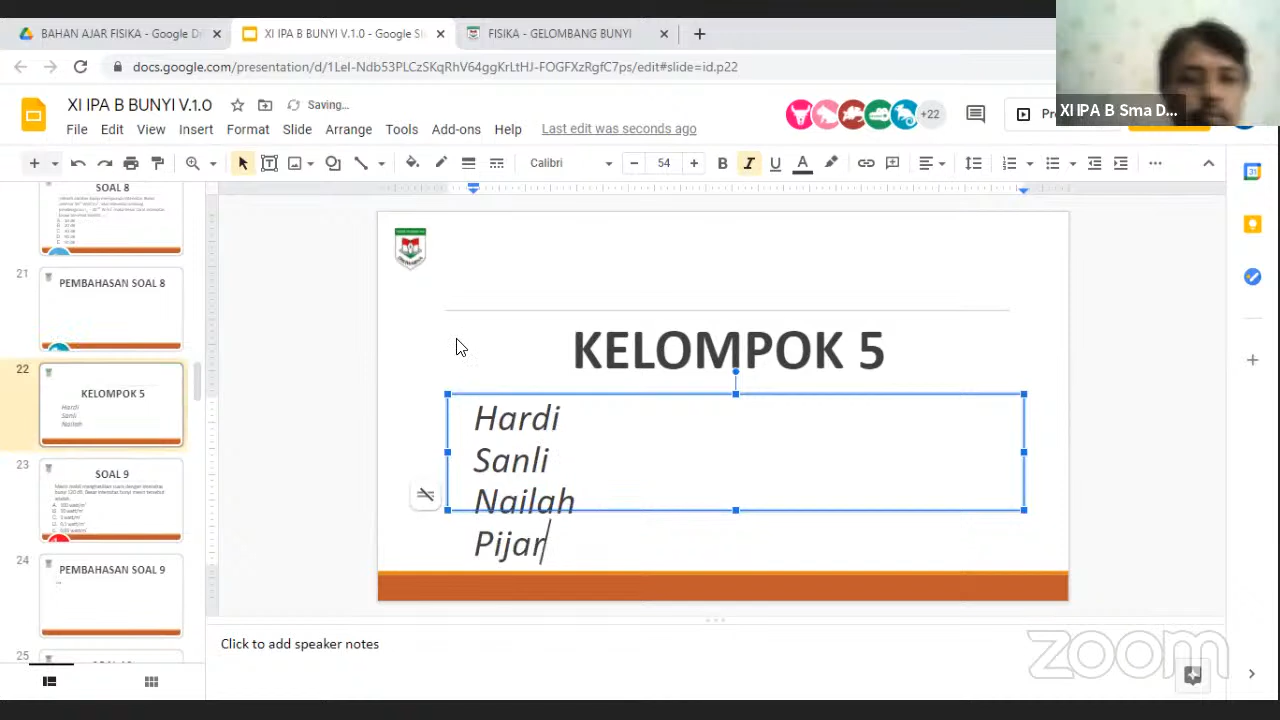 BAHAN AJAR FISIKA - Google D
XI IPA B BUNYI V.1.0 - Google S
FISIKA - GELOMBANG BUNYI
docs.google.com/presentation/d/1LeI-Ndb53PLCzSKqRhV64ggKrLtHJ-FOGFXzRgfC7ps/edit#slide=id.p22
XI IPA B Sma D...
XI IPA B BUNYI V.1.0
Saving...
File Edit View Insert Format Slide Arrange Tools Add-ons Help Last edit was seconds ago
+22
Calibri
54
B I U A
SOAL 8
21
PEMBAHASAN SOAL 8
22
KELOMPOK 5
Hardi
Sanli
Nailah
23
SOAL 9
24
PEMBAHASAN SOAL 9
25
KELOMPOK 5
Hardi
Sanli
Nailah
Pijar
Click to add speaker notes
zoom
31